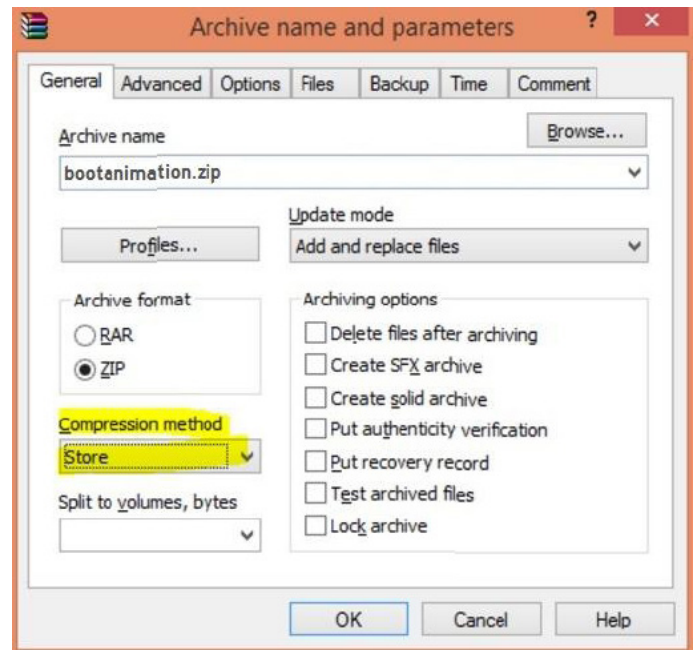 Archive name and parameters ? ×
General Advanced Options Files Backup Time Comment
Archive name
Browse...
bootanimation.zip
Profiles...
Update mode
Add and replace files
Archive format
RAR
ZIP
Compression method
Store
Split to volumes, bytes
Archiving options
Delete files after archiving
Create SFX archive
Create solid archive
Put authenticity verification
Put recovery record
Test archived files
Lock archive
OK Cancel Help